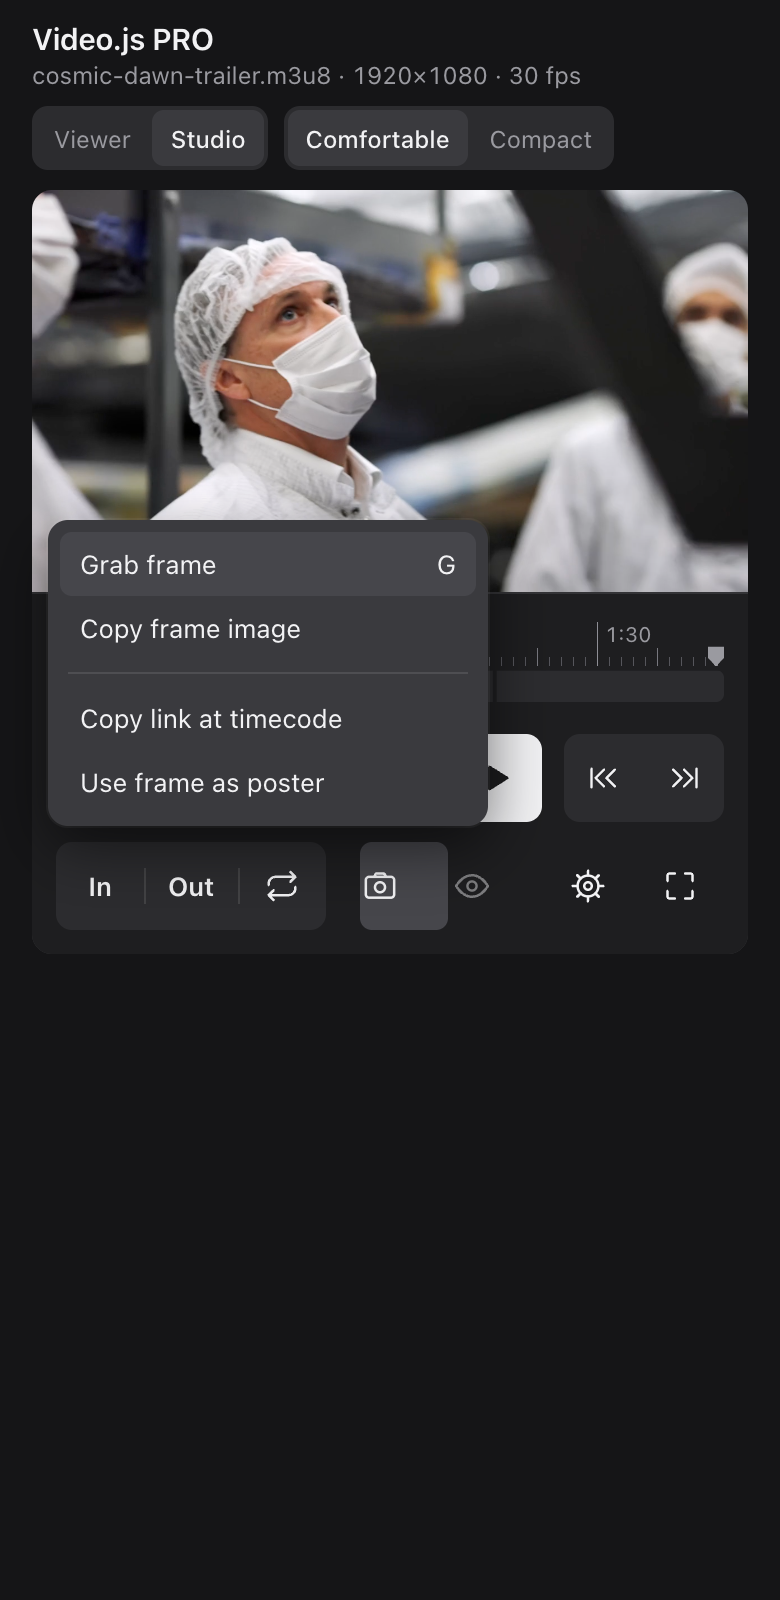 Video.js PRO
cosmic-dawn-trailer.m3u8 · 1920×1080 · 30 fps
Viewer Studio Comfortable Compact
Grab frame G
Copy frame image
1:30
Copy link at timecode
Use frame as poster
In Out